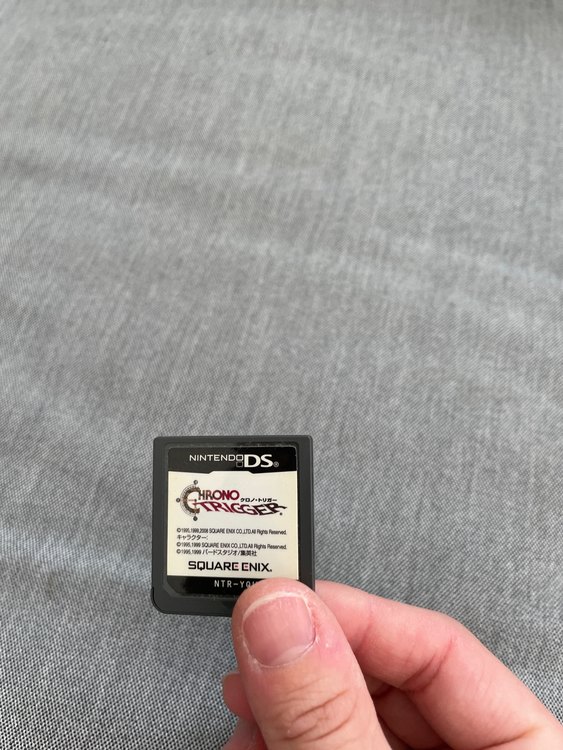 NINTENDO DS®
CHRONO
クロノ・トリガー
TRIGGER®
©1995,1999,2008 SQUARE ENIX CO.,LTD.All Rights Reserved.
キャラクター:
©1995,1999 SQUARE ENIX CO.,LTD.All Rights Reserved.
©1995,1999 バードスタジオ/集英社
SQUARE ENIX®